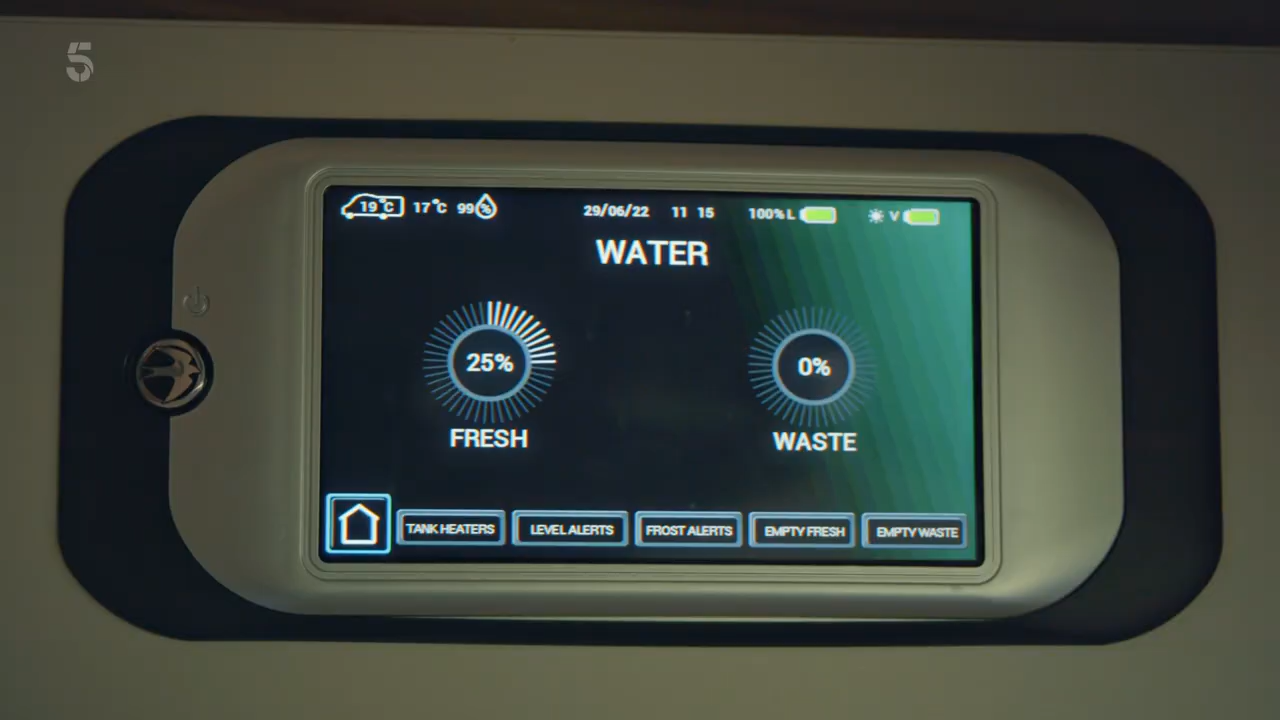 5
19°C 17°C 99% 29/06/22 11 15 100% L V
WATER
25% 0%
FRESH WASTE
TANK HEATERS LEVEL ALERTS FROST ALERTS EMPTY FRESH EMPTY WASTE